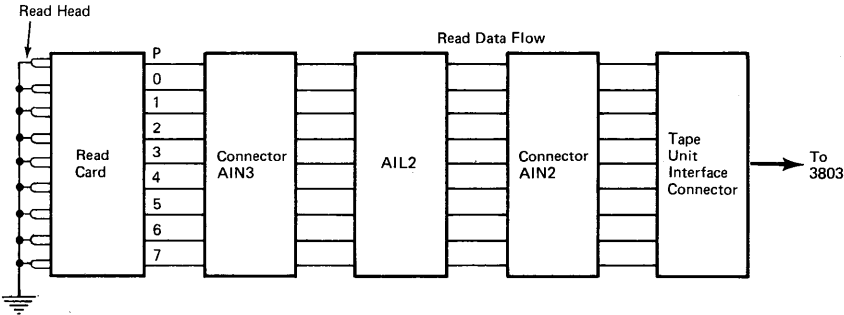 Read Head
Read Data Flow
P
0
1
2
3
4
5
6
7
Read
Card
Connector
AIN3
AIL2
Connector
AIN2
Tape
Unit
Interface
Connector
To
3803